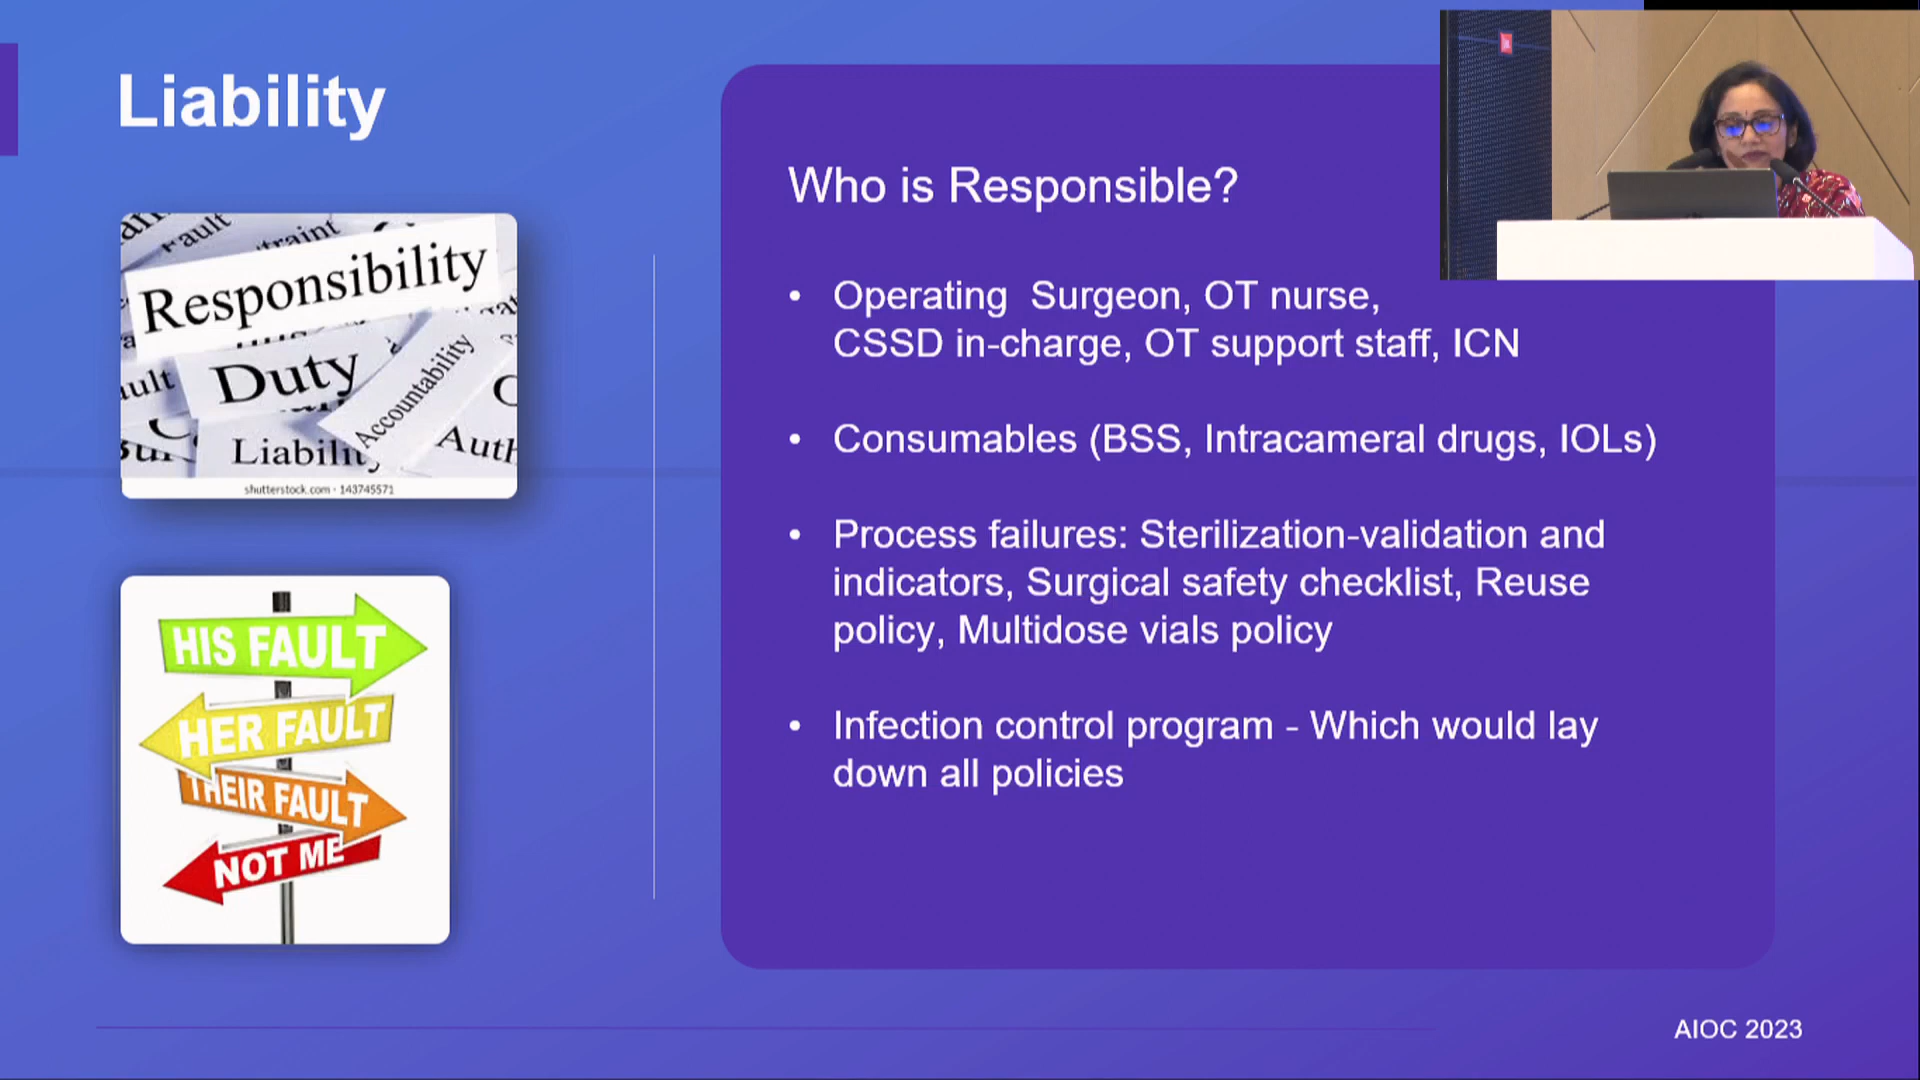 Liability
Fault
traint
Responsibility
Duty
Accountability
ault
Liability
Auth
shutterstock.com · 143745571
HIS FAULT
HER FAULT
THEIR FAULT
NOT ME
Who is Responsible?
• Operating Surgeon, OT nurse,
CSSD in-charge, OT support staff, ICN
• Consumables (BSS, Intracameral drugs, IOLs)
• Process failures: Sterilization-validation and
indicators, Surgical safety checklist, Reuse
policy, Multidose vials policy
• Infection control program - Which would lay
down all policies
AIOC 2023